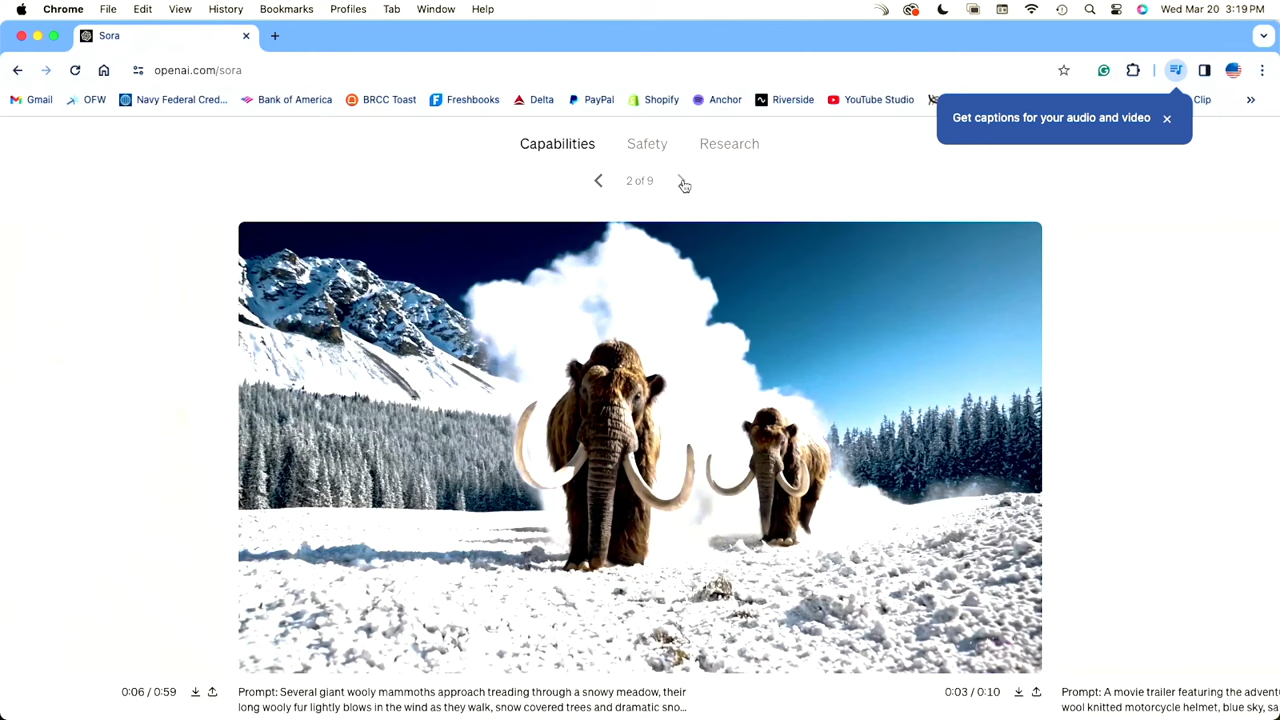 Chrome File Edit View History Bookmarks Profiles Tab Window Help Wed Mar 20 3:19 PM
Sora
openai.com/sora
Gmail OFW Navy Federal Cred... Bank of America BRCC Toast Freshbooks Delta PayPal Shopify Anchor Riverside YouTube Studio Clip
Get captions for your audio and video
Capabilities Safety Research
2 of 9
0:06 / 0:59
Prompt: Several giant wooly mammoths approach treading through a snowy meadow, their
long wooly fur lightly blows in the wind as they walk, snow covered trees and dramatic sno...
0:03 / 0:10
Prompt: A movie trailer featuring the adventu
wool knitted motorcycle helmet, blue sky, sa